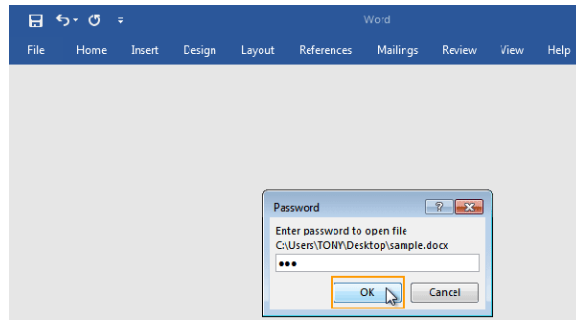 Word
File Home Insert Design Layout References Mailings Review View Help
Password
Enter password to open file
C:\Users\TONY\Desktop\sample.docx
•••
OK Cancel